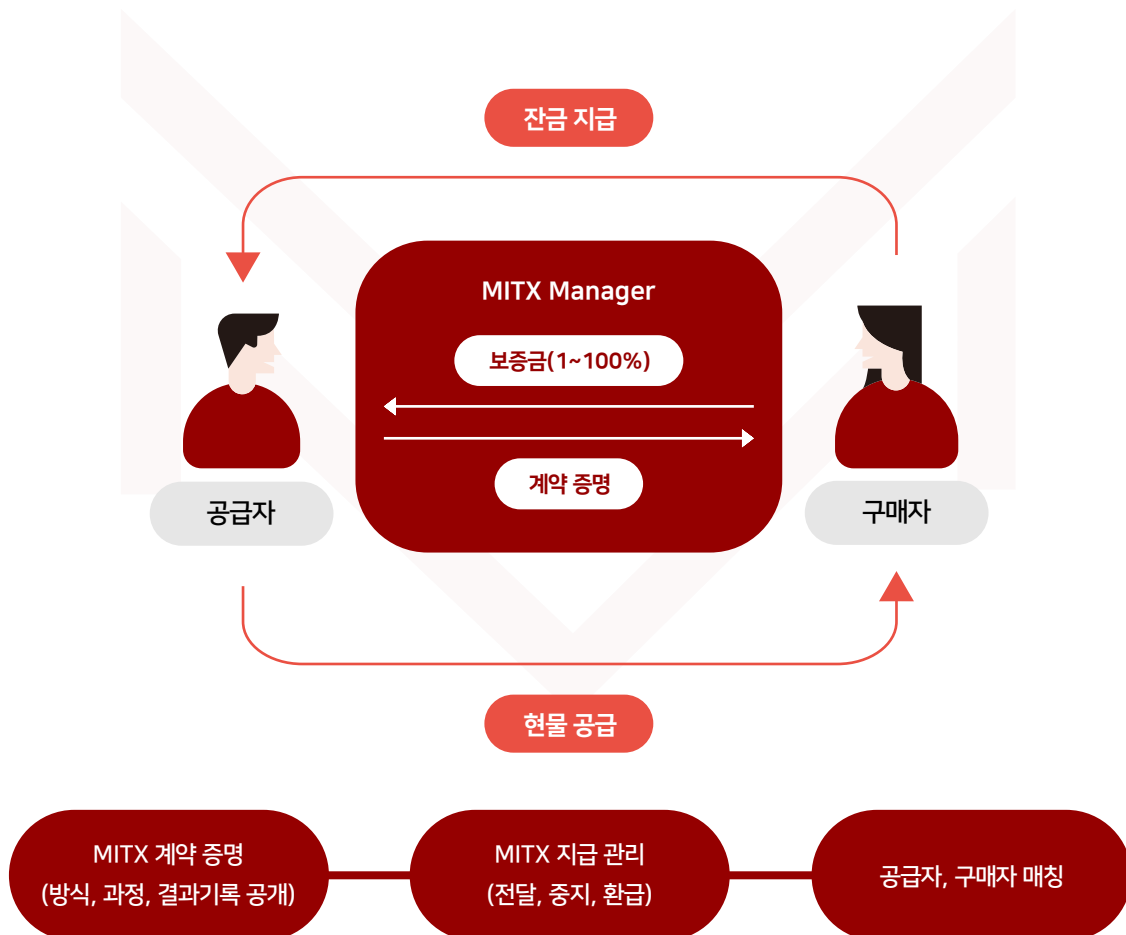 잔금 지급
MITX Manager
보증금(1~100%)
계약 증명
공급자
구매자
현물 공급
MITX 계약 증명
(방식, 과정, 결과기록 공개)
MITX 지급 관리
(전달, 중지, 환급)
공급자, 구매자 매칭